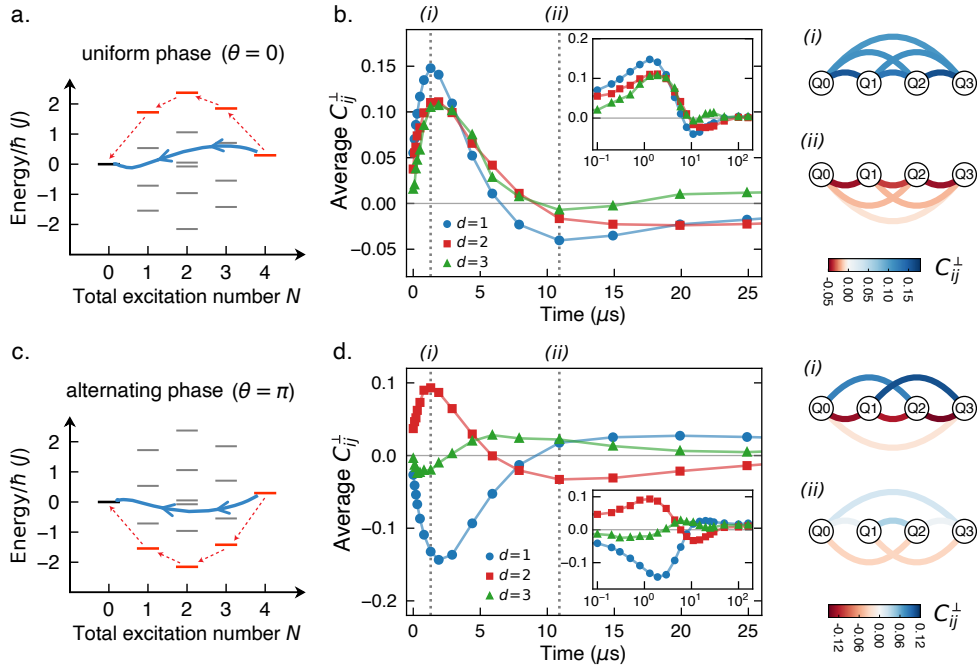 a.
uniform phase (θ = 0)
Energy/ħ (J)
2
1
0
−1
−2
0 1 2 3 4
Total excitation number N
b.
(i) (ii)
Average C⊥ij
0.15
0.10
0.05
0.00
−0.05
d=1
d=2
d=3
0 5 10 15 20 25
Time (μs)
0.2
0.1
0.0
10⁻¹ 10⁰ 10¹ 10²
(i)
Q0 Q1 Q2 Q3
(ii)
Q0 Q1 Q2 Q3
C⊥ij
-0.05 0.00 0.05 0.10 0.15
c.
alternating phase (θ = π)
Energy/ħ (J)
2
1
0
−1
−2
0 1 2 3 4
Total excitation number N
d.
(i) (ii)
Average C⊥ij
0.1
0.0
−0.1
−0.2
d=1
d=2
d=3
0 5 10 15 20 25
Time (μs)
0.1
0.0
−0.1
10⁻¹ 10⁰ 10¹ 10²
(i)
Q0 Q1 Q2 Q3
(ii)
Q0 Q1 Q2 Q3
C⊥ij
-0.12 -0.06 0.00 0.06 0.12